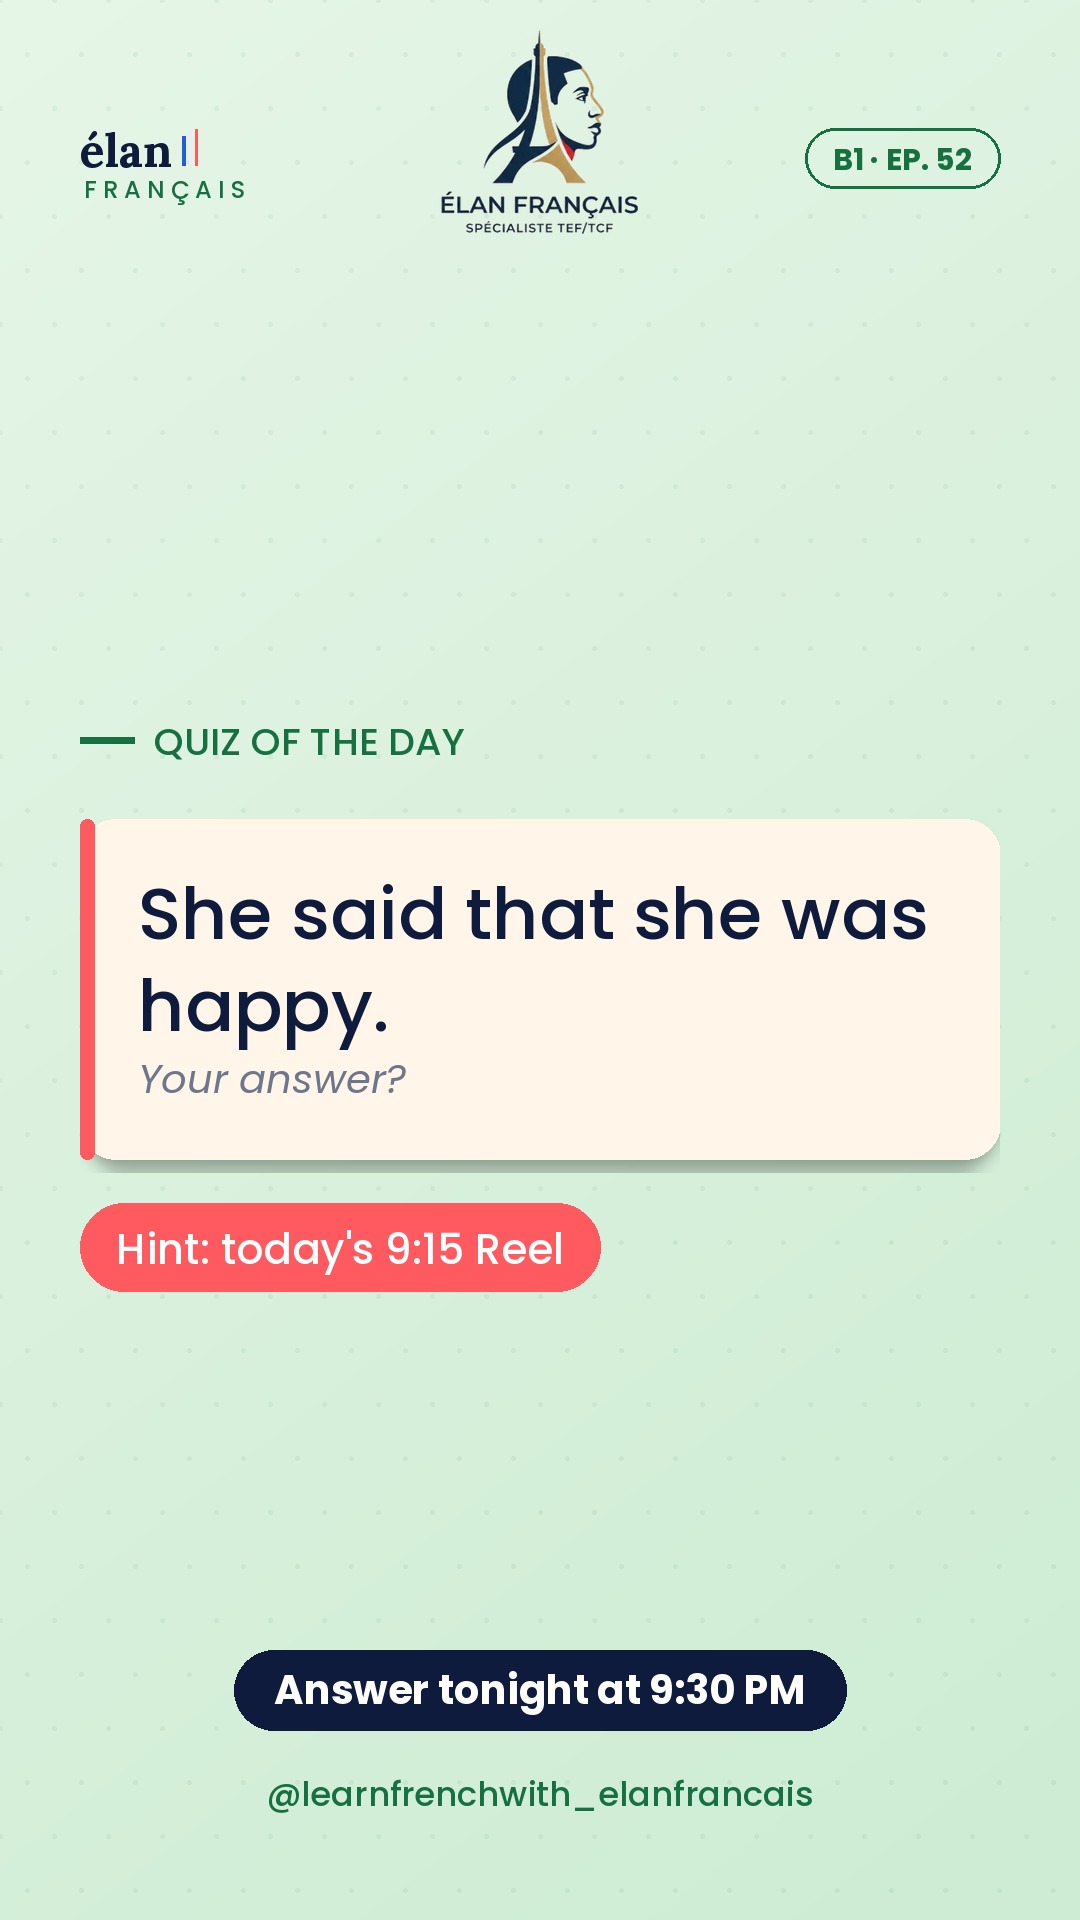 élan
FRANÇAIS
ÉLAN FRANÇAIS
SPÉCIALISTE TEF/TCF
B1 · EP. 52
QUIZ OF THE DAY
She said that she was
happy.
Your answer?
Hint: today's 9:15 Reel
Answer tonight at 9:30 PM
@learnfrenchwith_elanfrancais